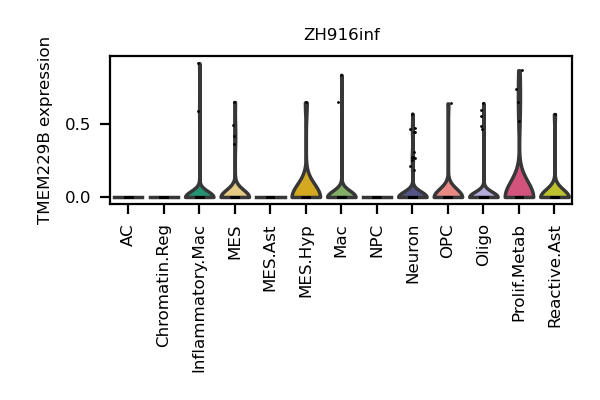 ZH916inf
TMEM229B expression
0.5
0.0
AC
Chromatin.Reg
Inflammatory.Mac
MES
MES.Ast
MES.Hyp
Mac
NPC
Neuron
OPC
Oligo
Prolif.Metab
Reactive.Ast